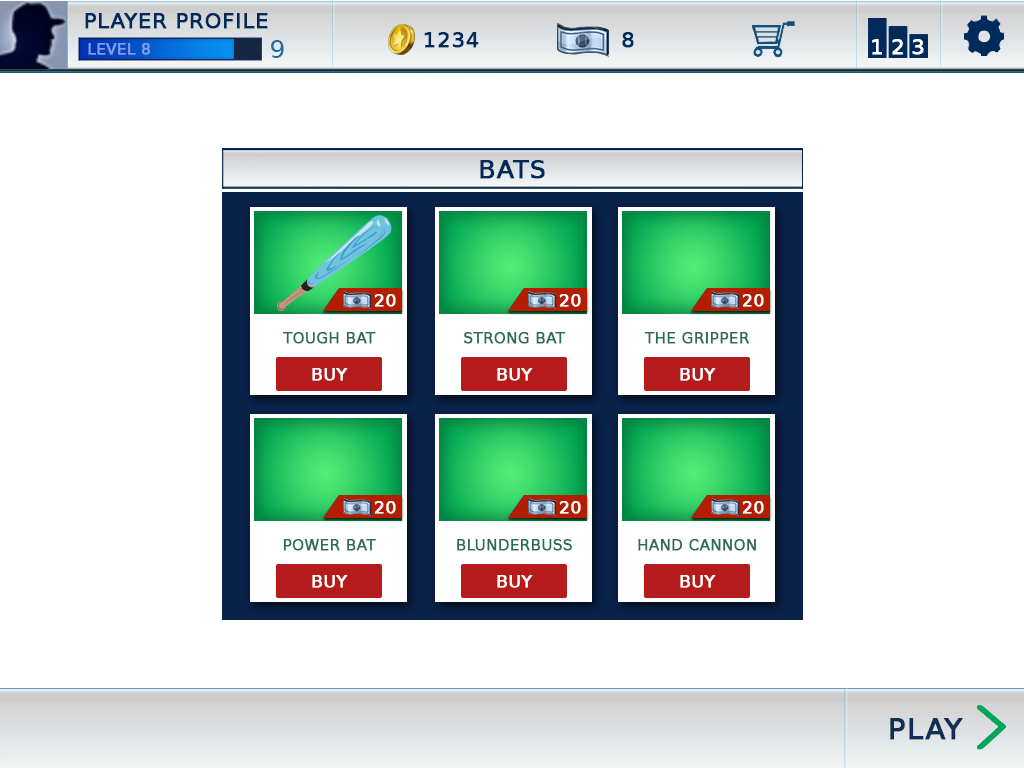 PLAYER PROFILE
LEVEL 8 9
1234
8
1 2 3
BATS
20 20 20
TOUGH BAT STRONG BAT THE GRIPPER
BUY BUY BUY
20 20 20
POWER BAT BLUNDERBUSS HAND CANNON
BUY BUY BUY
PLAY